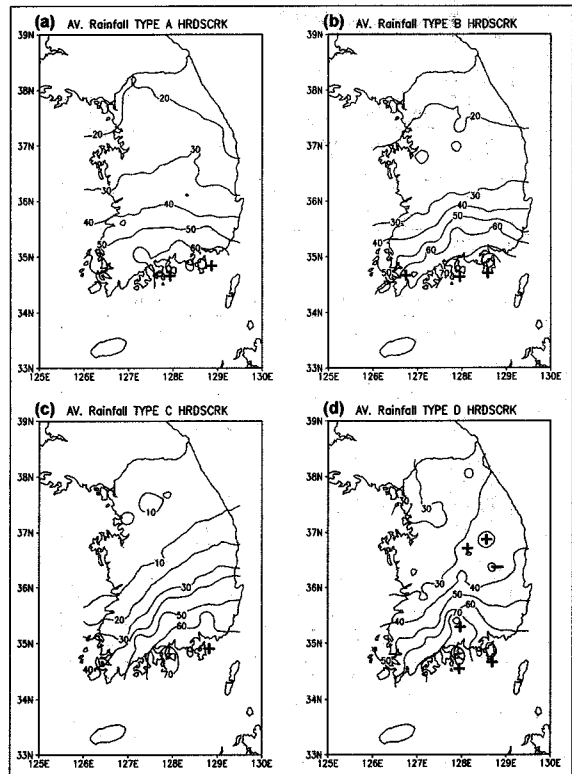 (a) AV. Rainfall TYPE A HRDSCRK
39N
38N
37N
36N
35N
34N
33N
125E 126E 127E 128E 129E 130E
20
20
30
30
40
40
50
50
60
(b) AV. Rainfall TYPE B HRDSCRK
39N
38N
37N
36N
35N
34N
33N
125E 126E 127E 128E 129E 130E
20
20
30
30
40
40
50
50
60
60
70
(c) AV. Rainfall TYPE C HRDSCRK
39N
38N
37N
36N
35N
34N
33N
125E 126E 127E 128E 129E 130E
10
10
20
20
30
30
40
50
60
70
(d) AV. Rainfall TYPE D HRDSCRK
39N
38N
37N
36N
35N
34N
33N
125E 126E 127E 128E 129E 130E
30
30
40
40
50
50
60
70